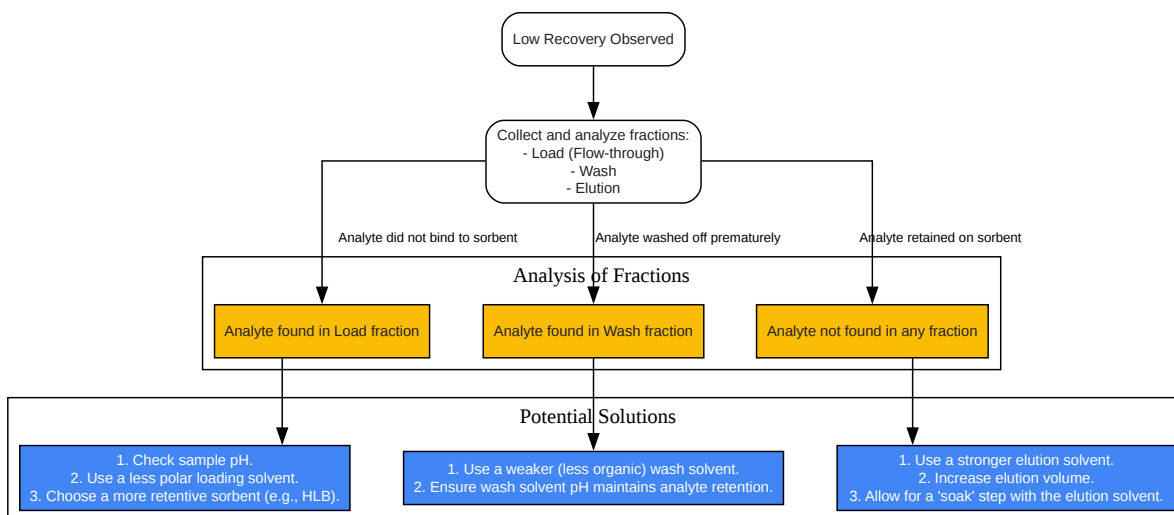 Low Recovery Observed
Collect and analyze fractions:
- Load (Flow-through)
- Wash
- Elution
Analyte did not bind to sorbent
Analyte washed off prematurely
Analyte retained on sorbent
Analysis of Fractions
Analyte found in Load fraction
Analyte found in Wash fraction
Analyte not found in any fraction
Potential Solutions
1. Check sample pH.
2. Use a less polar loading solvent.
3. Choose a more retentive sorbent (e.g., HLB).
1. Use a weaker (less organic) wash solvent.
2. Ensure wash solvent pH maintains analyte retention.
1. Use a stronger elution solvent.
2. Increase elution volume.
3. Allow for a 'soak' step with the elution solvent.